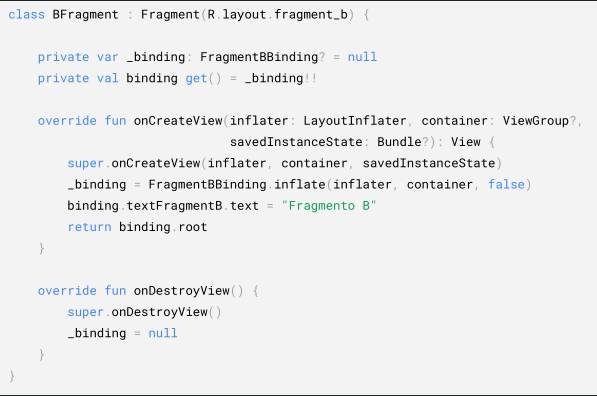 class BFragment : Fragment(R.layout.fragment_b) {
    private var _binding: FragmentBBinding? = null
    private val binding get() = _binding!!
    override fun onCreateView(inflater: LayoutInflater, container: ViewGroup?,
                              savedInstanceState: Bundle?): View {
        super.onCreateView(inflater, container, savedInstanceState)
        _binding = FragmentBBinding.inflate(inflater, container, false)
        binding.textFragmentB.text = "Fragmento B"
        return binding.root
    }
    override fun onDestroyView() {
        super.onDestroyView()
        _binding = null
    }
}